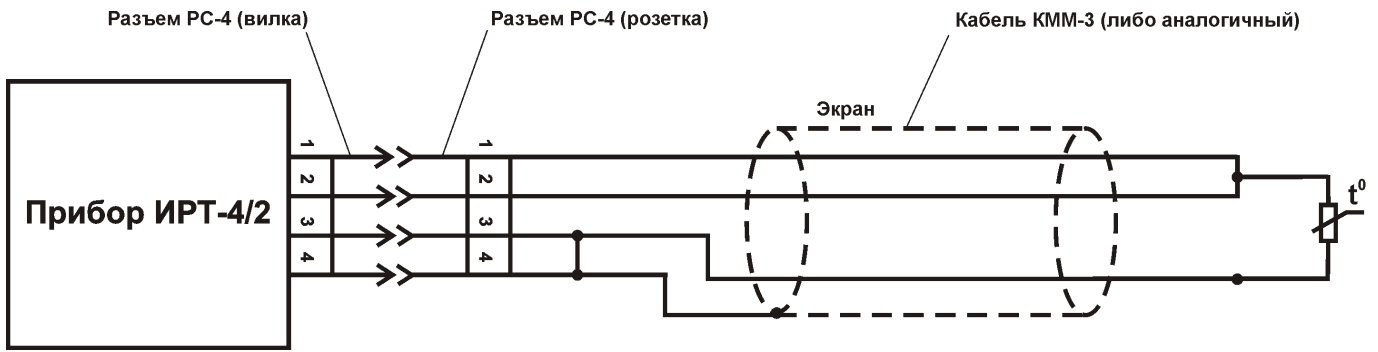 Разъем РС-4 (вилка)
Разъем РС-4 (розетка)
Кабель КММ-3 (либо аналогичный)
Экран
Прибор ИРТ-4/2
1
2
3
4
1
2
3
4
t⁰